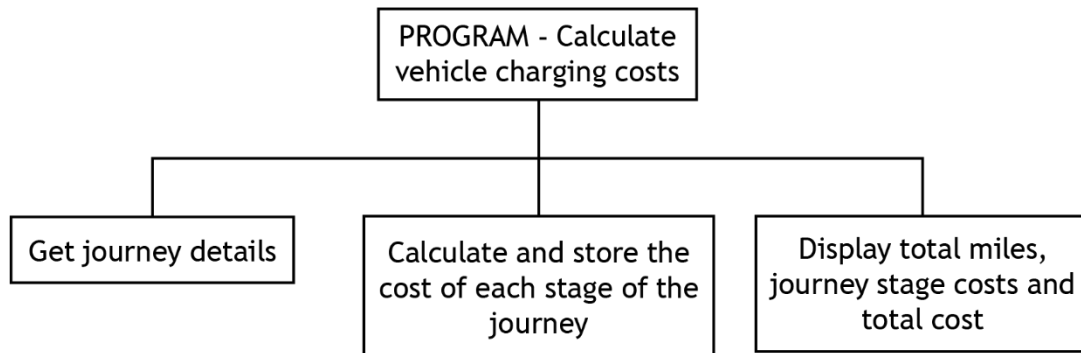 PROGRAM - Calculate
vehicle charging costs
Get journey details
Calculate and store the
cost of each stage of the
journey
Display total miles,
journey stage costs and
total cost